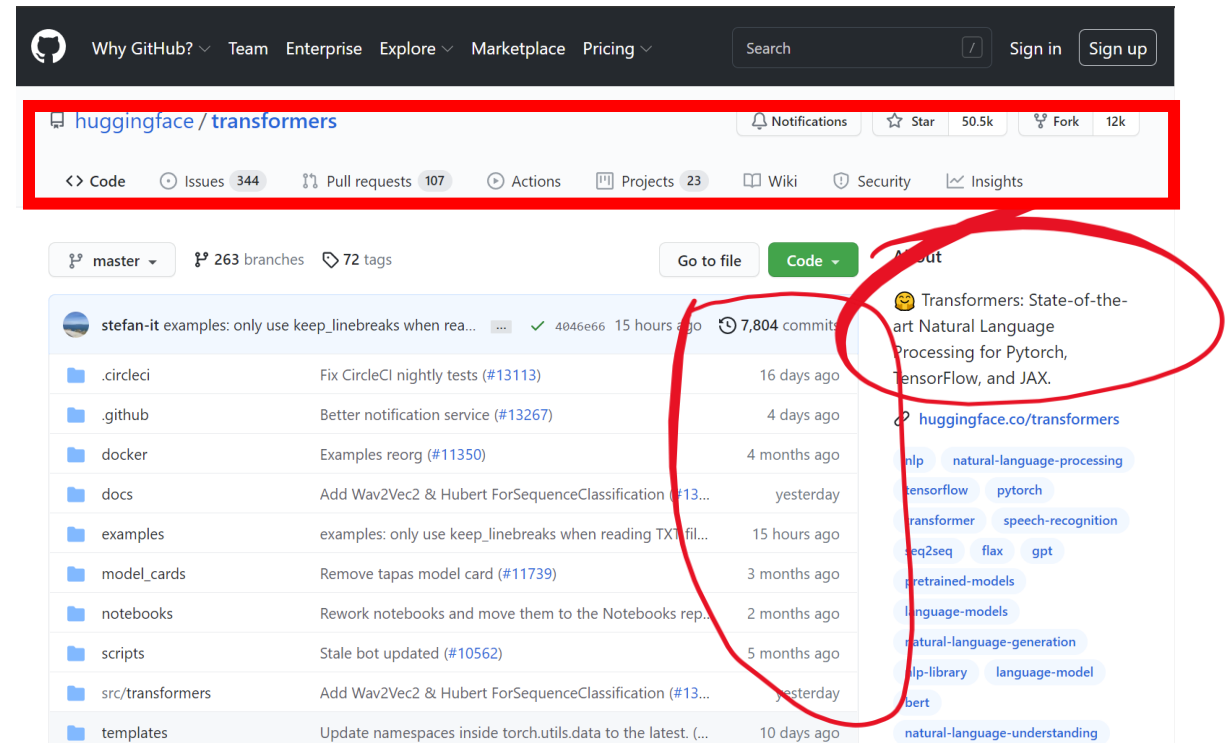 Why GitHub? Team Enterprise Explore Marketplace Pricing Search / Sign in Sign up
huggingface / transformers Notifications Star 50.5k Fork 12k
Code Issues 344 Pull requests 107 Actions Projects 23 Wiki Security Insights
master 263 branches 72 tags Go to file Code
stefan-it examples: only use keep_linebreaks when rea... ... 4046e66 15 hours ago 7,804 commits
.circleci Fix CircleCI nightly tests (#13113) 16 days ago
.github Better notification service (#13267) 4 days ago
docker Examples reorg (#11350) 4 months ago
docs Add Wav2Vec2 & Hubert ForSequenceClassification (#13... yesterday
examples examples: only use keep_linebreaks when reading TXT fil... 15 hours ago
model_cards Remove tapas model card (#11739) 3 months ago
notebooks Rework notebooks and move them to the Notebooks rep... 2 months ago
scripts Stale bot updated (#10562) 5 months ago
src/transformers Add Wav2Vec2 & Hubert ForSequenceClassification (#13... yesterday
templates Update namespaces inside torch.utils.data to the latest. (... 10 days ago
About
🤗 Transformers: State-of-the-
art Natural Language
Processing for Pytorch,
TensorFlow, and JAX.
huggingface.co/transformers
nlp natural-language-processing
tensorflow pytorch
transformer speech-recognition
seq2seq flax gpt
pretrained-models
language-models
natural-language-generation
nlp-library language-model
bert
natural-language-understanding